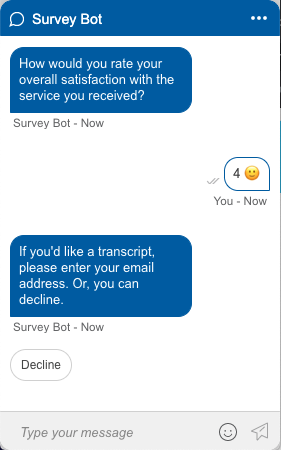 Survey Bot
How would you rate your
overall satisfaction with the
service you received?
Survey Bot - Now
4 🙂
You - Now
If you'd like a transcript,
please enter your email
address. Or, you can
decline.
Survey Bot - Now
Decline
Type your message